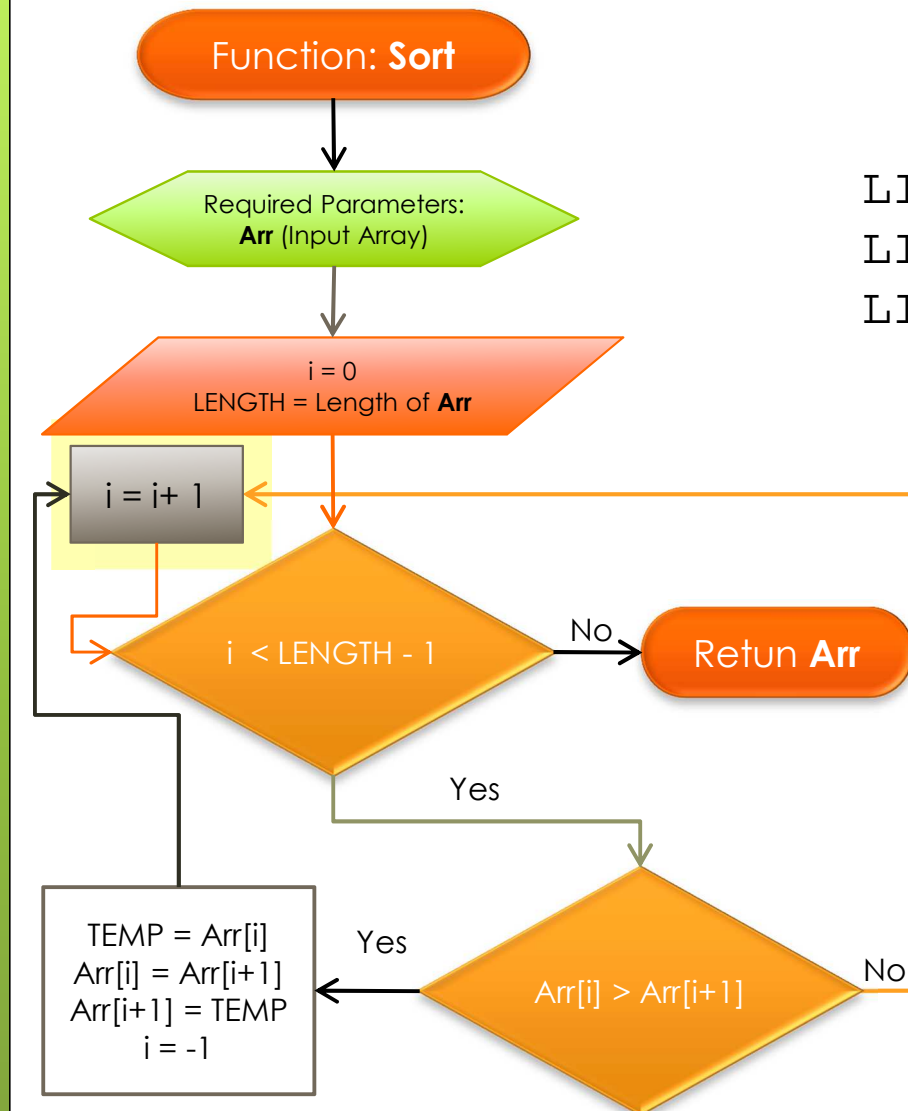 Function: Sort
Required Parameters:
Arr (Input Array)
i = 0
LENGTH = Length of Arr
i = i+ 1
i < LENGTH - 1
No
Retun Arr
Yes
Arr[i] > Arr[i+1]
No
Yes
TEMP = Arr[i]
Arr[i] = Arr[i+1]
Arr[i+1] = TEMP
i = -1